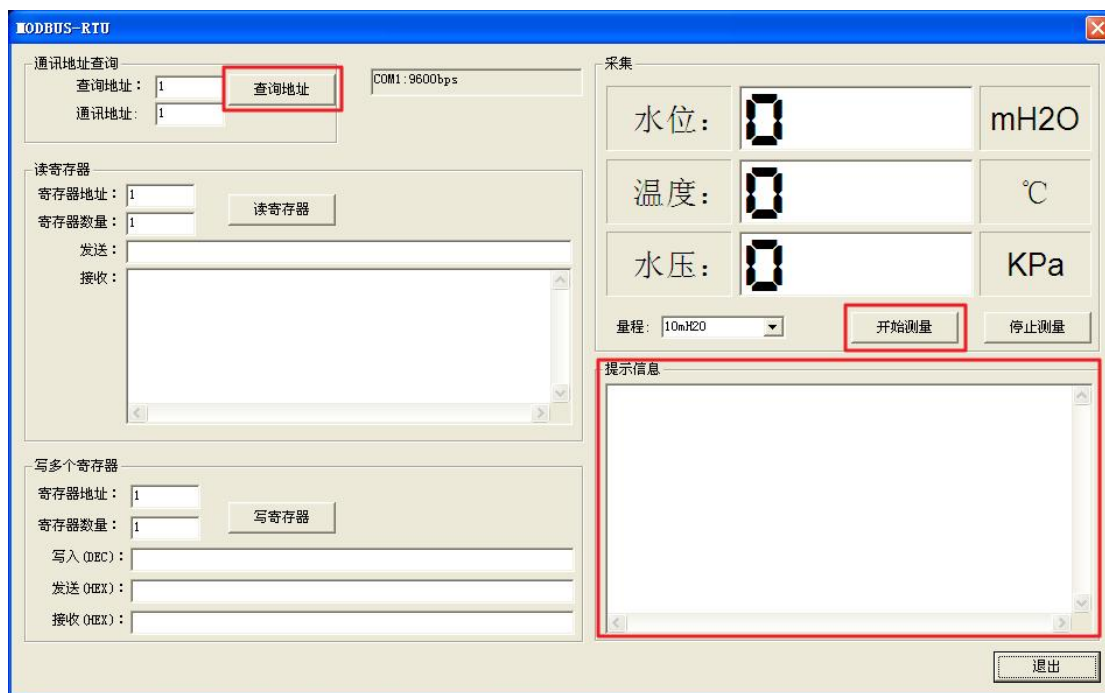 MODBUS-RTU
通讯地址查询
查询地址： 1
查询地址
通讯地址: 1
COM1:9600bps
读寄存器
寄存器地址： 1
寄存器数量： 1
读寄存器
发送：
接收：
写多个寄存器
寄存器地址： 1
寄存器数量： 1
写寄存器
写入(DEC)：
发送(HEX)：
接收(HEX)：
采集
水位： 0 mH2O
温度： 0 ℃
水压： 0 KPa
量程: 10mH2O
开始测量
停止测量
提示信息
退出